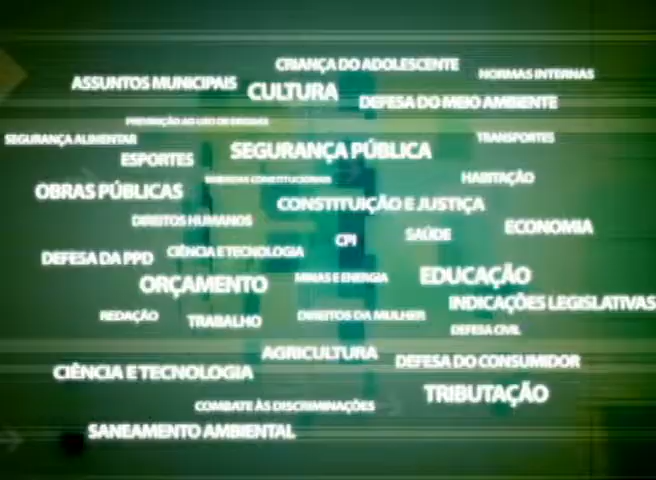 CRIANÇA DO ADOLESCENTE
NORMAS INTERNAS
ASSUNTOS MUNICIPAIS
CULTURA
DEFESA DO MEIO AMBIENTE
PREVENÇÃO AO USO DE DROGAS
SEGURANÇA ALIMENTAR
TRANSPORTES
ESPORTES
SEGURANÇA PÚBLICA
HABITAÇÃO
OBRAS PÚBLICAS
CONSTITUIÇÃO E JUSTIÇA
DIREITOS HUMANOS
ECONOMIA
CPI
SAÚDE
DEFESA DA PPD
CIÊNCIA E TECNOLOGIA
ORÇAMENTO
MINAS E ENERGIA
EDUCAÇÃO
INDICAÇÕES LEGISLATIVAS
REDAÇÃO
TRABALHO
DIREITOS DA MULHER
DEFESA CIVIL
AGRICULTURA
DEFESA DO CONSUMIDOR
CIÊNCIA E TECNOLOGIA
TRIBUTAÇÃO
COMBATE ÀS DISCRIMINAÇÕES
SANEAMENTO AMBIENTAL